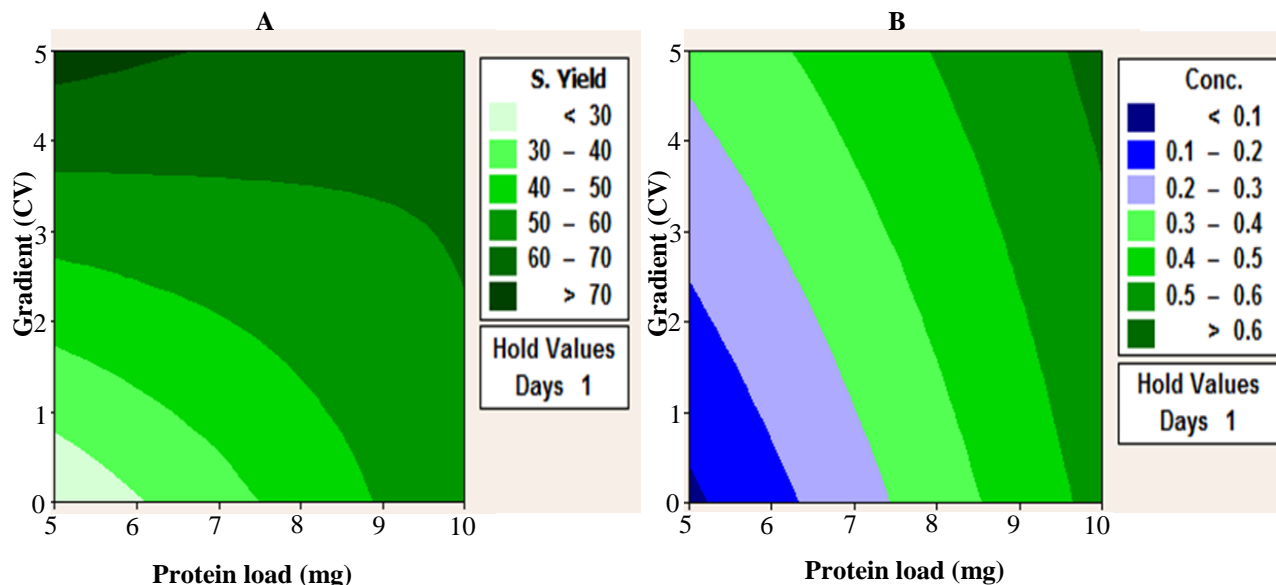 A
5
4
3
2
1
0
Gradient (CV)
5 6 7 8 9 10
Protein load (mg)
S. Yield
< 30
30 – 40
40 – 50
50 – 60
60 – 70
> 70
Hold Values
Days 1
B
5
4
3
2
1
0
Gradient (CV)
5 6 7 8 9 10
Protein load (mg)
Conc.
< 0.1
0.1 – 0.2
0.2 – 0.3
0.3 – 0.4
0.4 – 0.5
0.5 – 0.6
> 0.6
Hold Values
Days 1